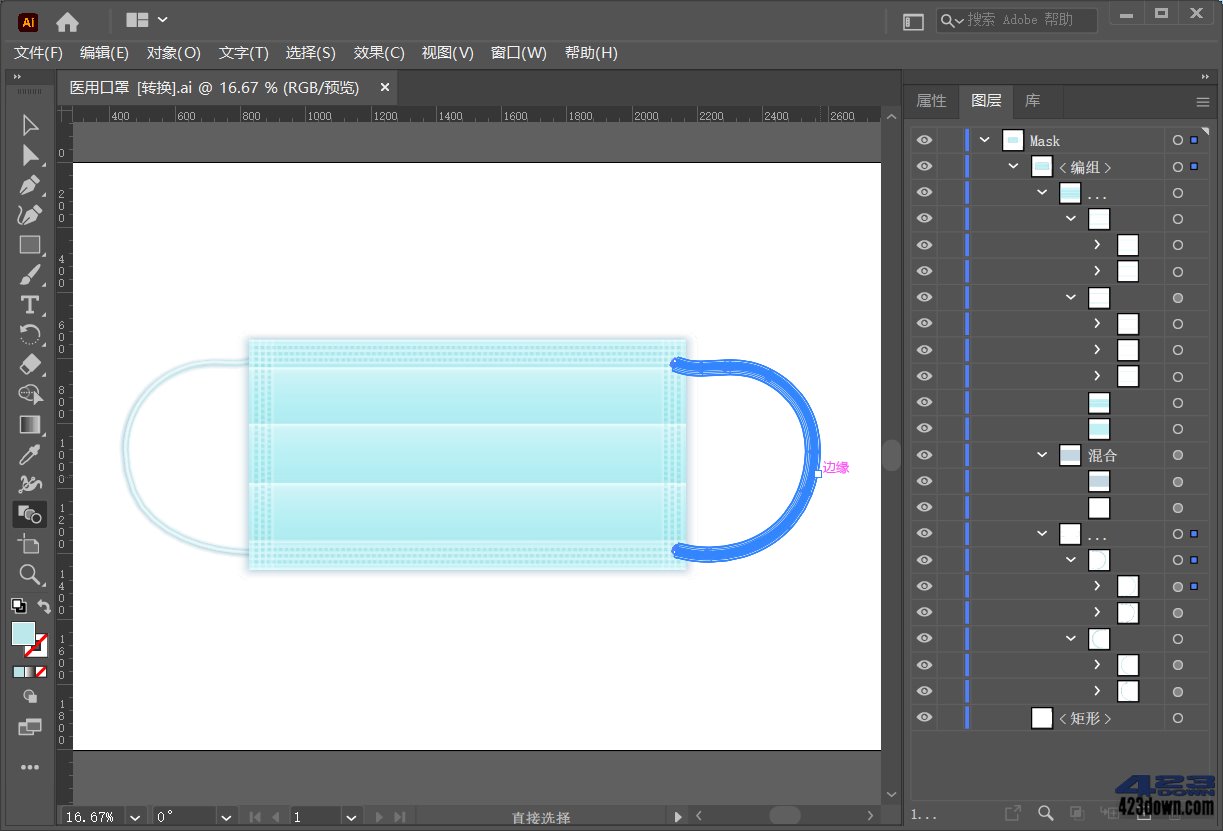 Ai
搜索 Adobe 帮助
文件(F) 编辑(E) 对象(O) 文字(T) 选择(S) 效果(C) 视图(V) 窗口(W) 帮助(H)
医用口罩 [转换].ai @ 16.67 % (RGB/预览)
属性 图层 库
400 600 800 1000 1200 1400 1600 1800 2000 2200 2400 2600
0
200
400
600
800
1000
1200
1400
1600
1800
Mask
<编组>
...
混合
...
<矩形>
边缘
16.67% 0° 1 直接选择
1...
423DOWN
423down.com